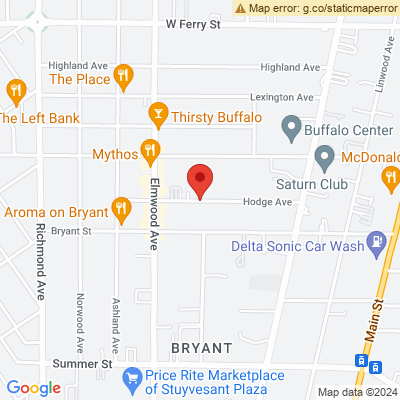 Map error: g.co/staticmaperror
W Ferry St
Highland Ave
Highland Ave
The Place
Linwood Ave
Lexington Ave
The Left Bank
Thirsty Buffalo
Buffalo Center
Mythos
McDonald
Saturn Club
Elmwood Ave
Hodge Ave
Aroma on Bryant
Bryant St
Richmond Ave
Delta Sonic Car Wash
Norwood Ave
Ashland Ave
Main St
BRYANT
Summer St
Price Rite Marketplace
of Stuyvesant Plaza
Google
Map data ©2024